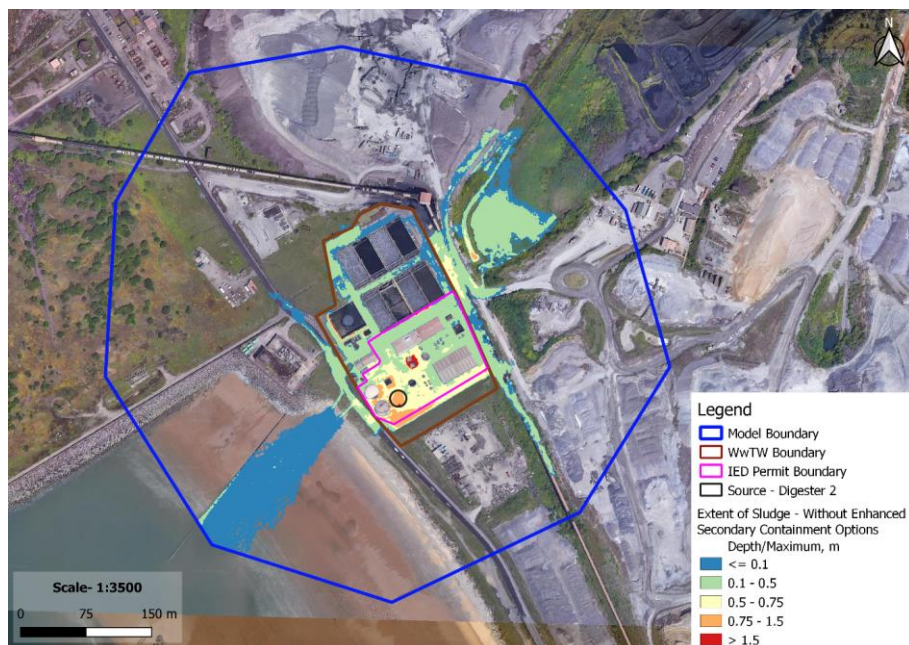 N
Legend
Model Boundary
WwTW Boundary
IED Permit Boundary
Source - Digester 2
Extent of Sludge - Without Enhanced
Secondary Containment Options
Depth/Maximum, m
<= 0.1
0.1 - 0.5
0.5 - 0.75
0.75 - 1.5
> 1.5
Scale- 1:3500
0 75 150 m